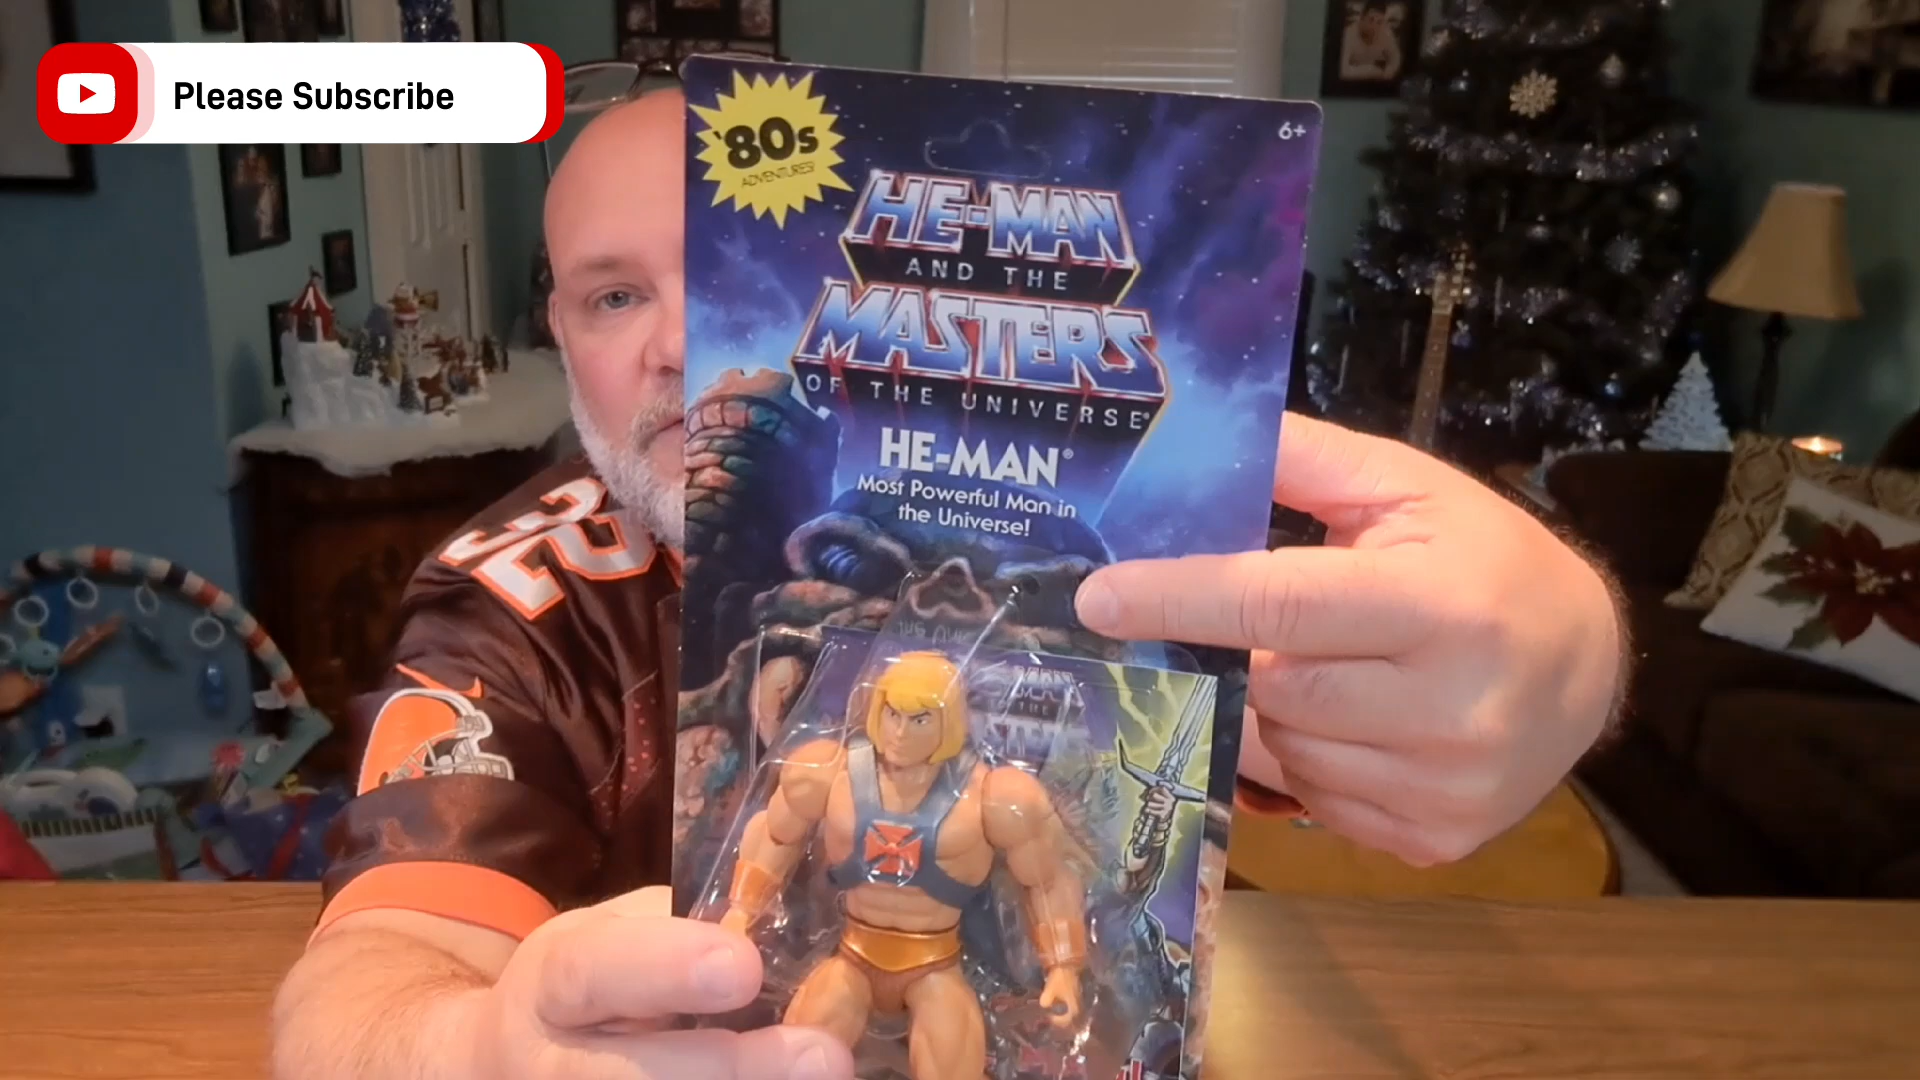 Please Subscribe
'80s
ADVENTURES!
6+
HE-MAN
AND THE
MASTERS
OF THE UNIVERSE®
HE-MAN®
Most Powerful Man in
the Universe!
32